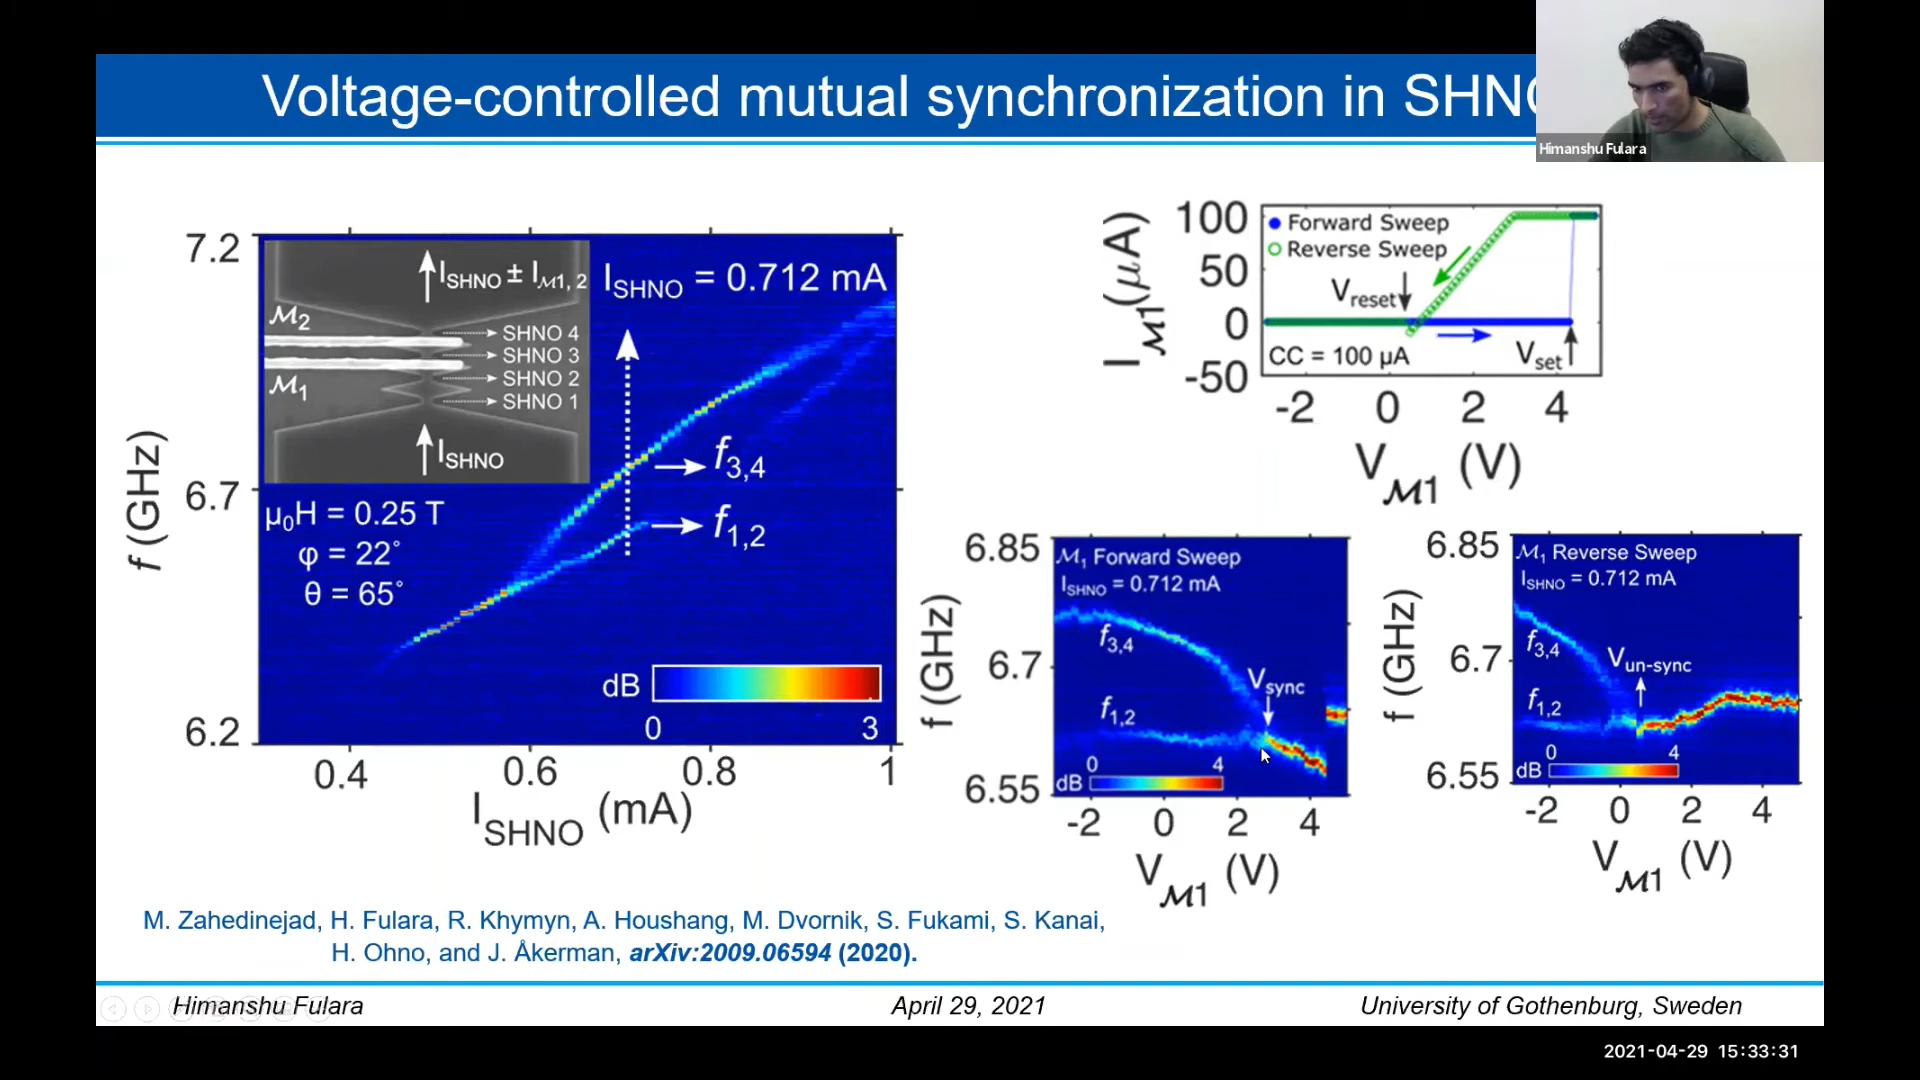 Voltage-controlled mutual synchronization in SHNO
Himanshu Fulara
7.2
6.7
6.2
f (GHz)
I_SHNO ± I_ℳ1, 2
ℳ2
ℳ1
SHNO 4
SHNO 3
SHNO 2
SHNO 1
I_SHNO
I_SHNO = 0.712 mA
μ0H = 0.25 T
φ = 22°
θ = 65°
f3,4
f1,2
dB
0 3
0.4 0.6 0.8 1
I_SHNO (mA)
100
50
0
-50
I_ℳ1 (μA)
Forward Sweep
Reverse Sweep
Vreset
CC = 100 μA
Vset
-2 0 2 4
V_ℳ1 (V)
6.85
6.7
6.55
f (GHz)
ℳ1 Forward Sweep
I_SHNO = 0.712 mA
f3,4
Vsync
f1,2
0 4
dB
-2 0 2 4
V_ℳ1 (V)
6.85
6.7
6.55
f (GHz)
ℳ1 Reverse Sweep
I_SHNO = 0.712 mA
f3,4
Vun-sync
f1,2
0 4
dB
-2 0 2 4
V_ℳ1 (V)
M. Zahedinejad, H. Fulara, R. Khymyn, A. Houshang, M. Dvornik, S. Fukami, S. Kanai,
H. Ohno, and J. Åkerman, arXiv:2009.06594 (2020).
Himanshu Fulara April 29, 2021 University of Gothenburg, Sweden
2021-04-29 15:33:31